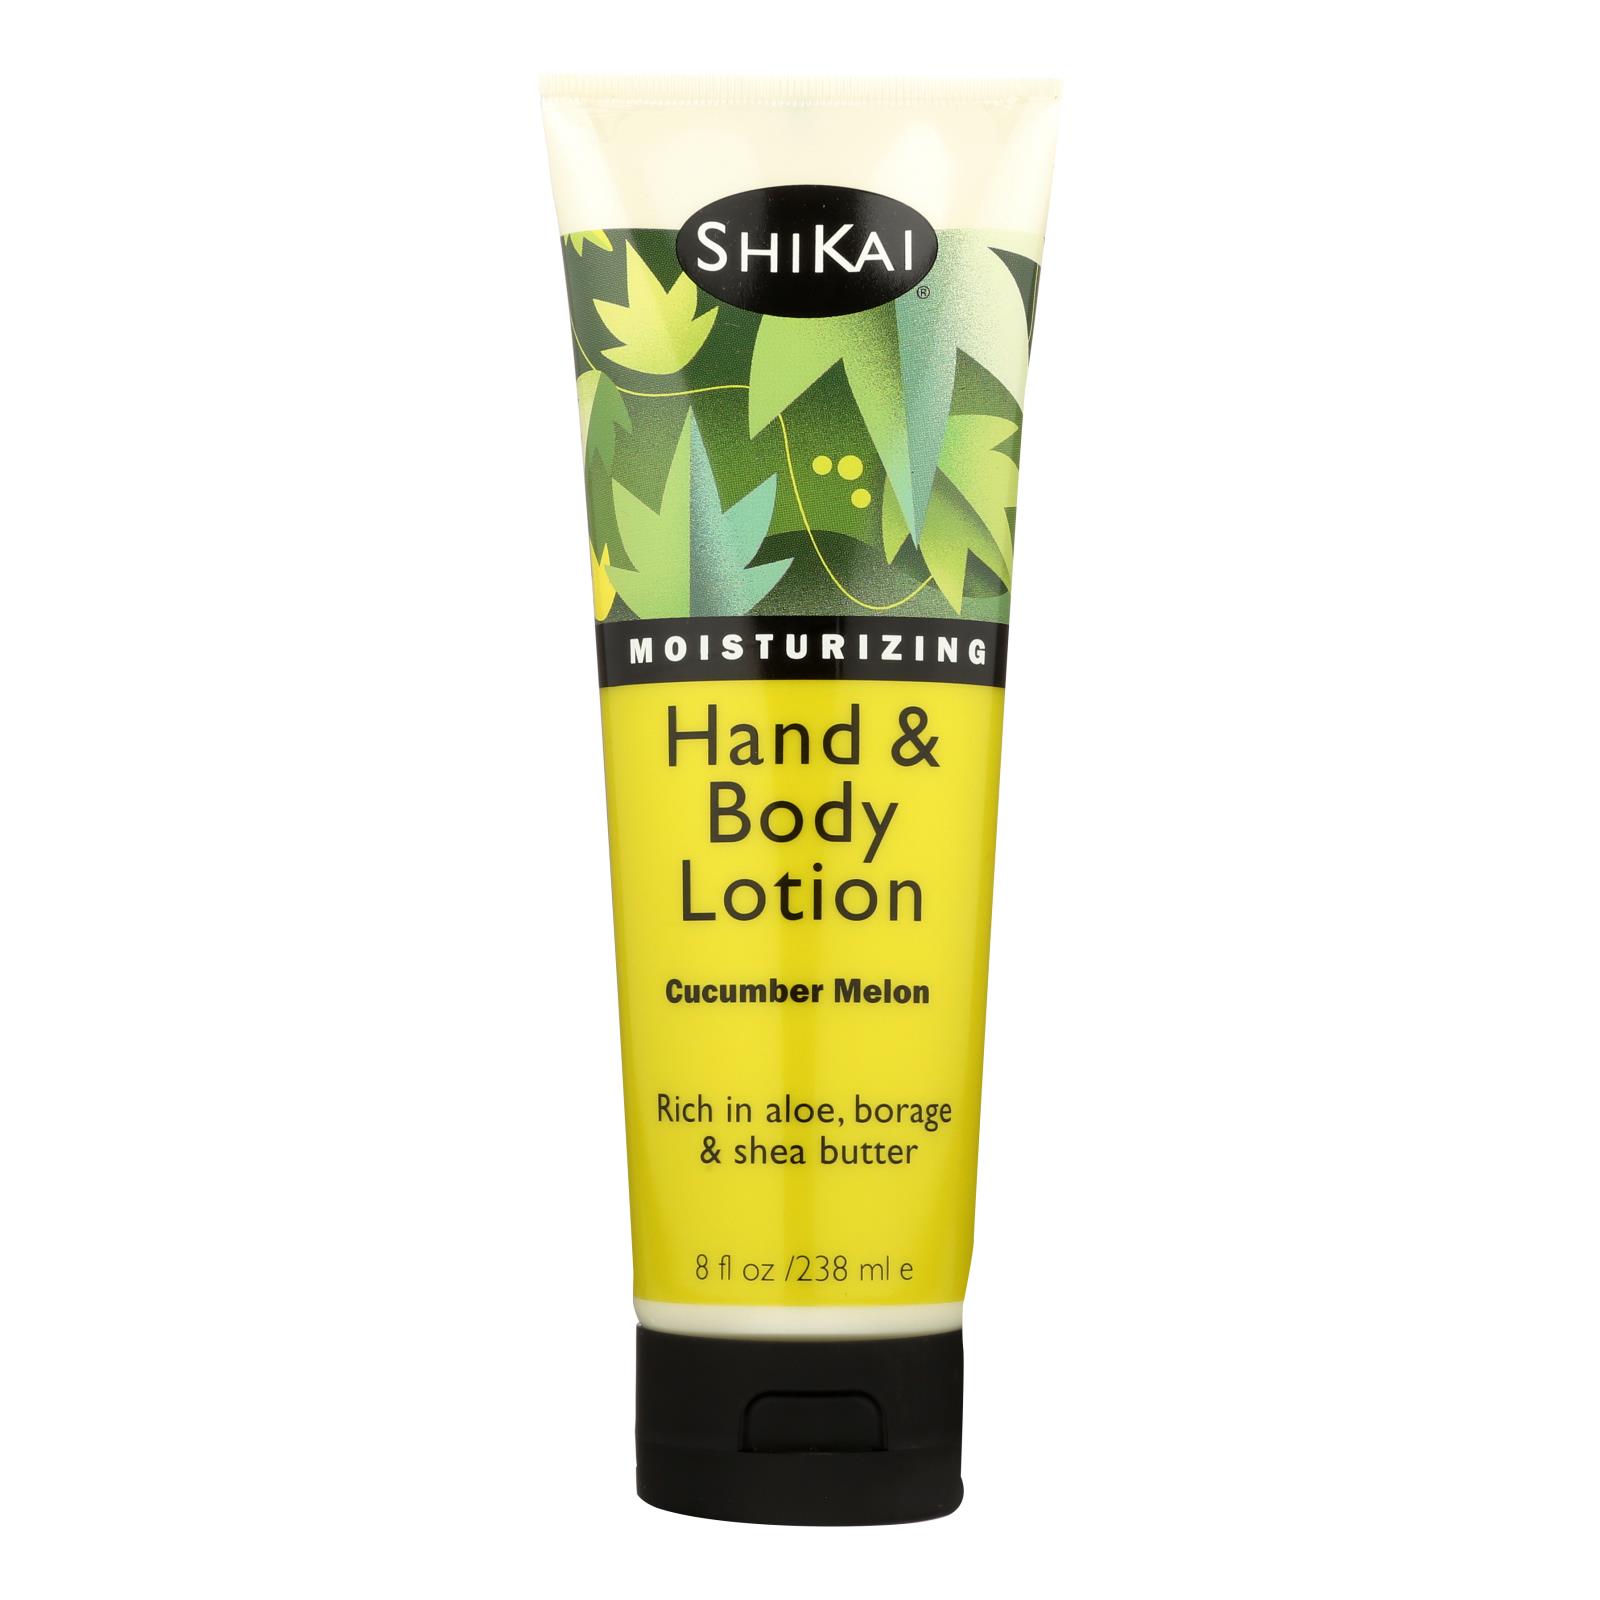 SHIKAI
®
MOISTURIZING
Hand &
Body
Lotion
Cucumber Melon
Rich in aloe, borage
& shea butter
8 fl oz /238 ml e